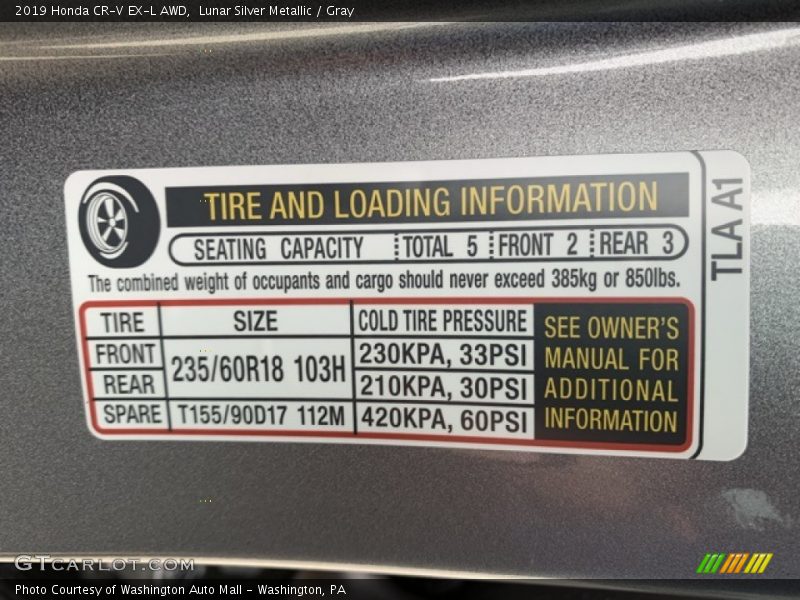 2019 Honda CR-V EX-L AWD, Lunar Silver Metallic / Gray
TIRE AND LOADING INFORMATION
SEATING CAPACITY TOTAL 5 FRONT 2 REAR 3
The combined weight of occupants and cargo should never exceed 385kg or 850lbs.
TLA A1
TIRE SIZE COLD TIRE PRESSURE
FRONT 235/60R18 103H 230KPA, 33PSI
REAR 210KPA, 30PSI
SPARE T155/90D17 112M 420KPA, 60PSI
SEE OWNER'S
MANUAL FOR
ADDITIONAL
INFORMATION
GTCARLOT.COM
Photo Courtesy of Washington Auto Mall - Washington, PA